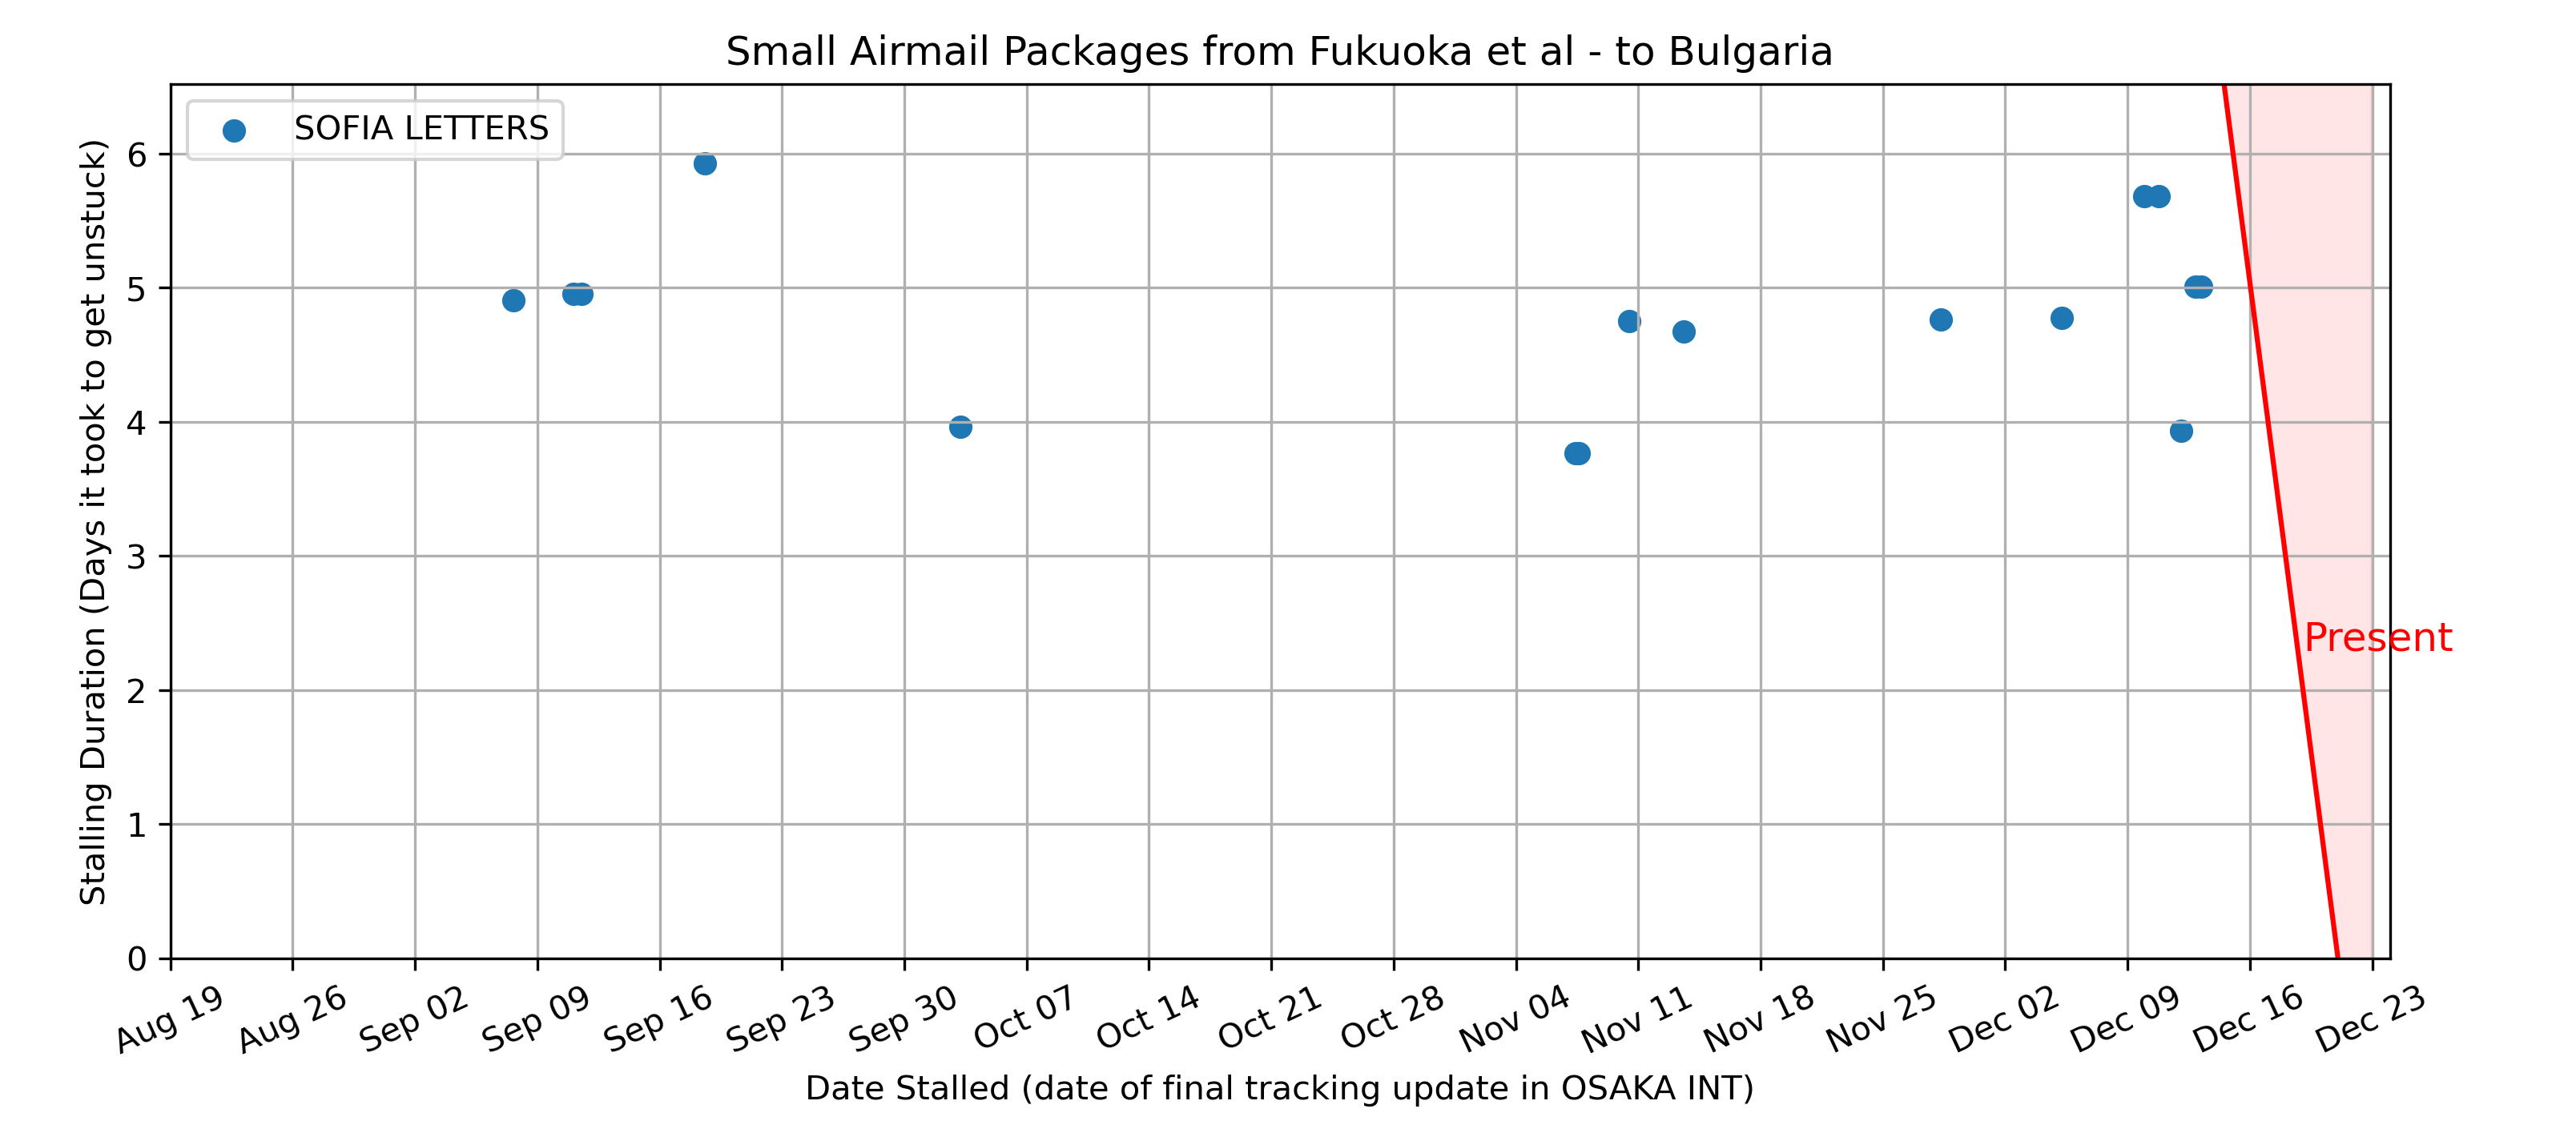 Small Airmail Packages from Fukuoka et al - to Bulgaria
SOFIA LETTERS
Stalling Duration (Days it took to get unstuck)
6
5
4
3
2
1
0
Present
Aug 19
Aug 26
Sep 02
Sep 09
Sep 16
Sep 23
Sep 30
Oct 07
Oct 14
Oct 21
Oct 28
Nov 04
Nov 11
Nov 18
Nov 25
Dec 02
Dec 09
Dec 16
Dec 23
Date Stalled (date of final tracking update in OSAKA INT)